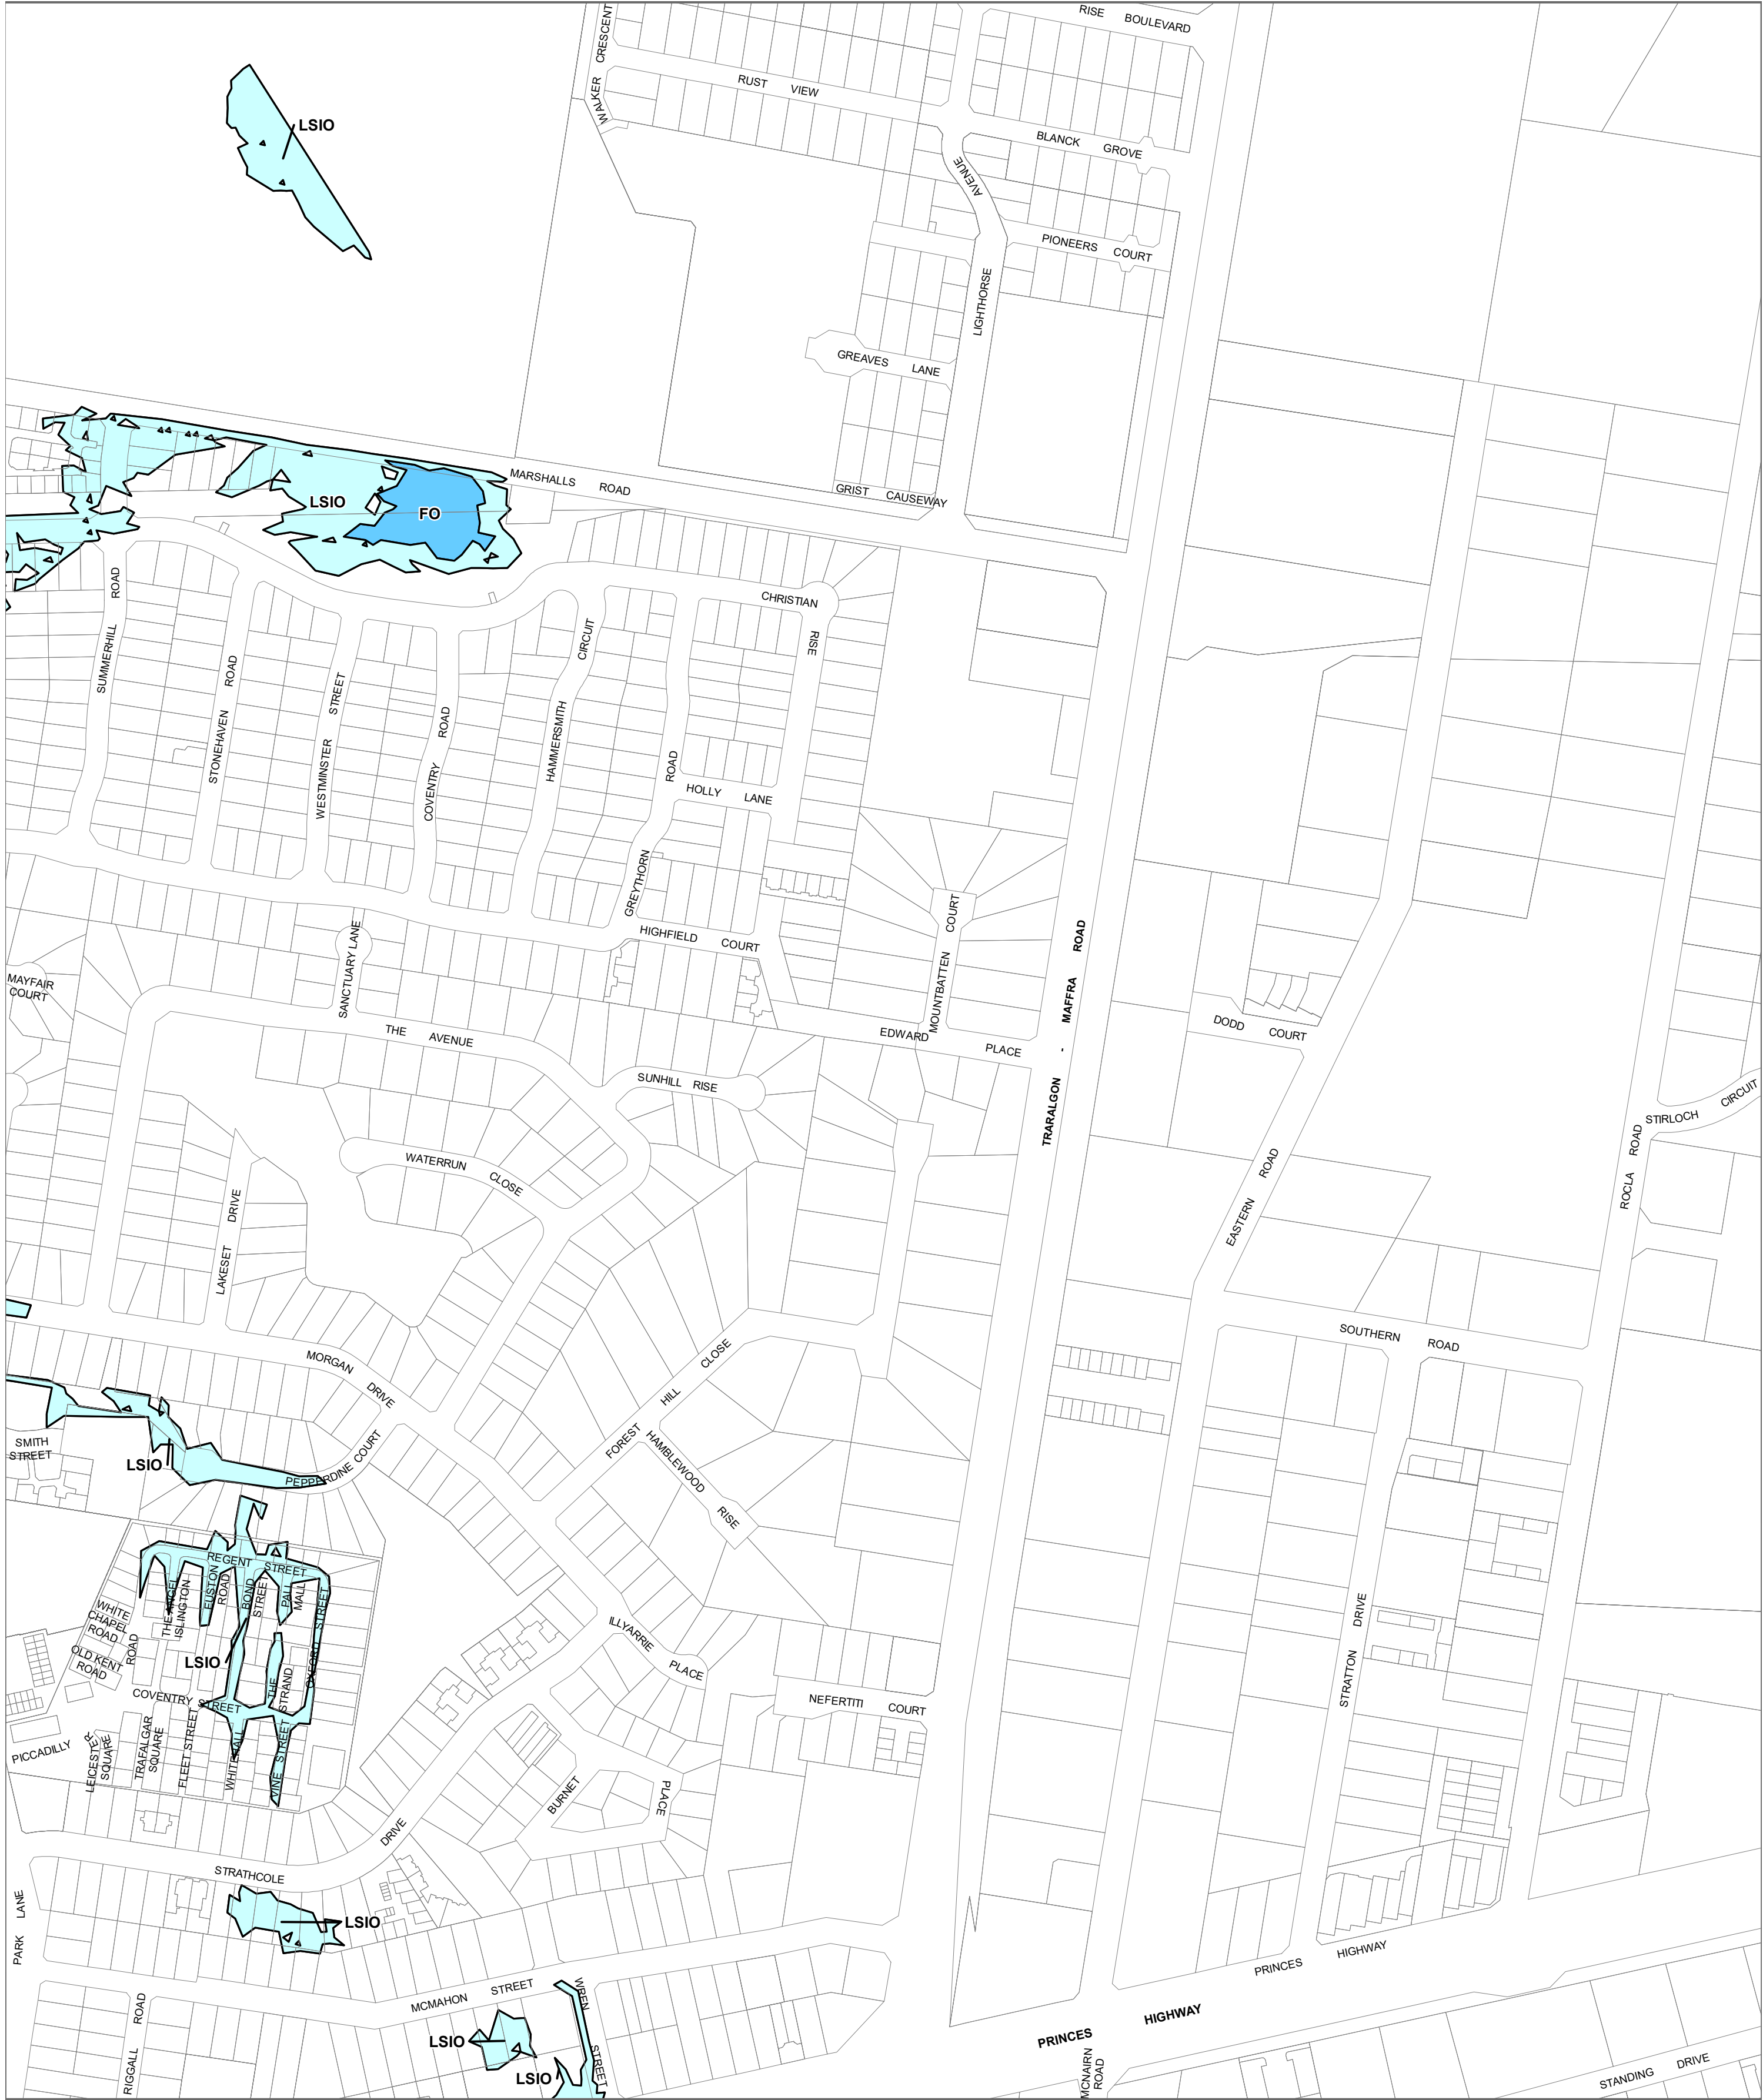 RISE BOULEVARD
WALKER CRESCENT
RUST VIEW
LSIO
BLANCK GROVE
AVENUE
PIONEERS COURT
LIGHTHORSE
GREAVES LANE
MARSHALLS ROAD
GRIST CAUSEWAY
LSIO
FO
SUMMERHILL ROAD
CHRISTIAN
RISE
STONEHAVEN ROAD
WESTMINSTER STREET
COVENTRY ROAD
HAMMERSMITH CIRCUIT
GREYTHORN ROAD
HOLLY LANE
HIGHFIELD COURT
SANCTUARY LANE
MOUNTBATTEN COURT
MAYFAIR
COURT
THE AVENUE
EDWARD PLACE
TRARALGON - MAFFRA ROAD
DODD COURT
SUNHILL RISE
STIRLOCH CIRCUIT
ROCLA ROAD
WATERRUN CLOSE
EASTERN ROAD
LAKESET DRIVE
SOUTHERN ROAD
MORGAN DRIVE
FOREST HILL CLOSE
SMITH
STREET
LSIO
PEPPERDINE COURT
HAMBLEWOOD RISE
REGENT STREET
THE ANGEL
ISLINGTON
EUSTON
ROAD
BOND
STREET
PALL
MALL
OXFORD STREET
WHITE
CHAPEL
ROAD
OLD KENT
ROAD
ROAD
LSIO
THE
STRAND
COVENTRY STREET
ILLYARRIE PLACE
STRATTON DRIVE
NEFERTITI COURT
PICCADILLY
LEICESTER
SQUARE
TRAFALGAR
SQUARE
FLEET STREET
WHITEHALL
VINE STREET
BURNET PLACE
STRATHCOLE DRIVE
PARK LANE
LSIO
PRINCES HIGHWAY
MCMAHON STREET
WREN STREET
RIGGALL ROAD
LSIO
LSIO
PRINCES HIGHWAY
MCNAIRN
ROAD
STANDING DRIVE